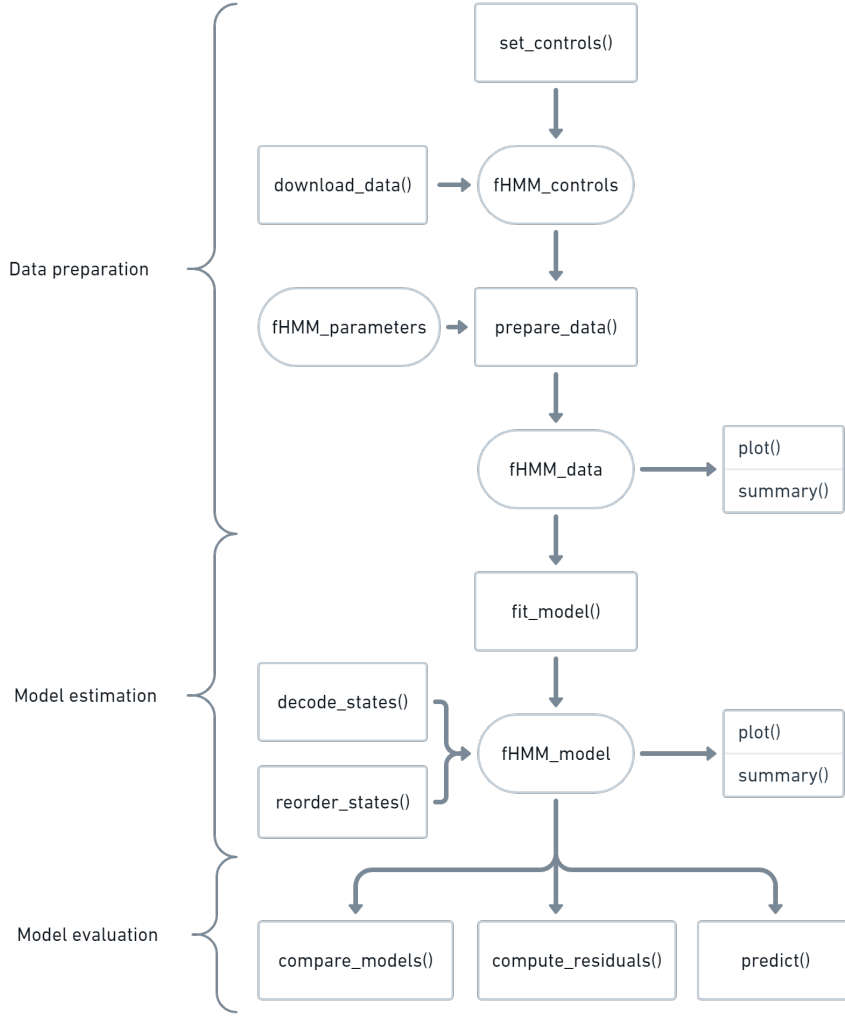 set_controls()
download_data()
fHMM_controls
Data preparation
fHMM_parameters
prepare_data()
fHMM_data
plot()
summary()
fit_model()
Model estimation
decode_states()
reorder_states()
fHMM_model
plot()
summary()
Model evaluation
compare_models()
compute_residuals()
predict()